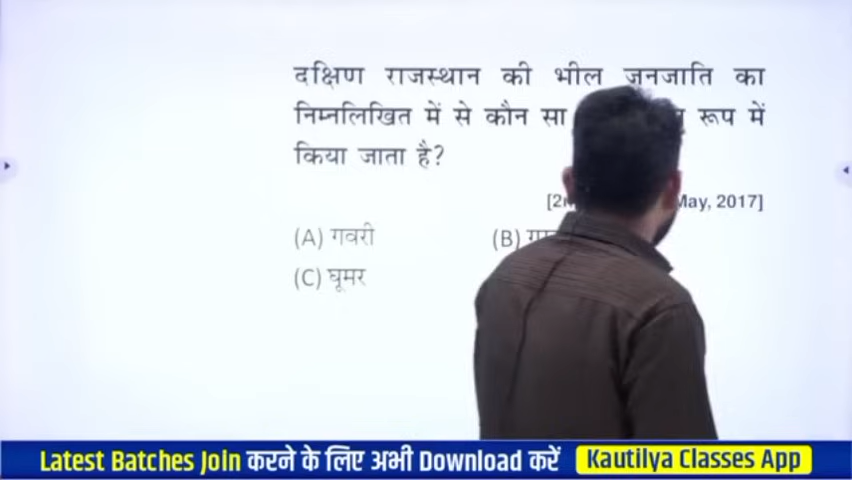 दक्षिण राजस्थान की भील जनजाति का
निम्नलिखित में से कौन सा रूप में
किया जाता है?
May, 2017]
(A) गवरी (B)
(C) घूमर
Latest Batches Join करने के लिए अभी Download करें Kautilya Classes App